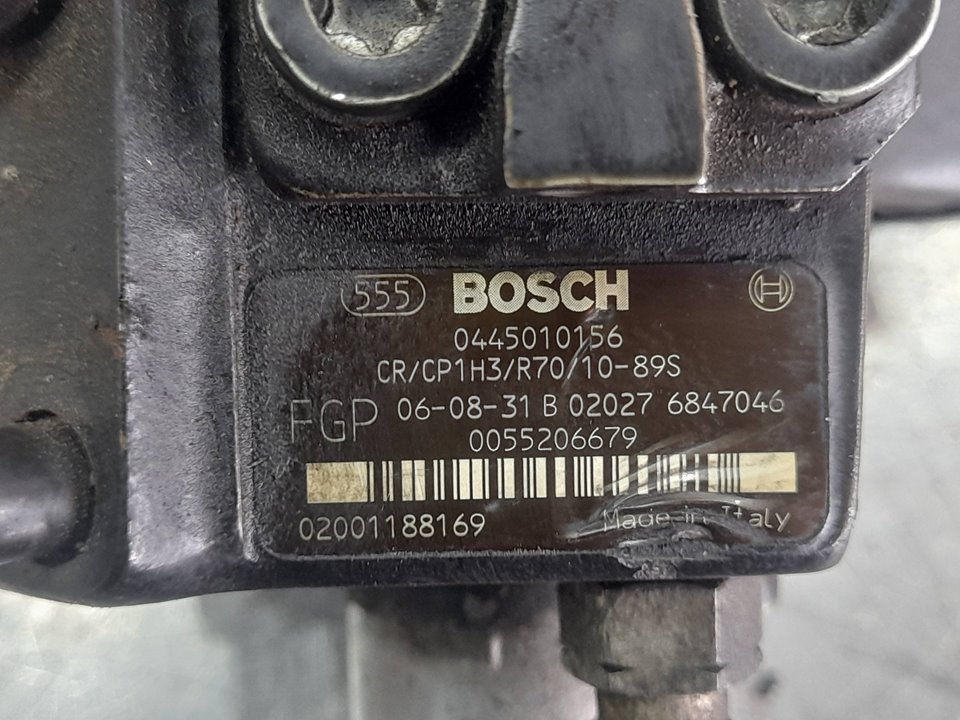 555 BOSCH
0445010156
CR/CP1H3/R70/10-89S
FGP 06-08-31 B 02027 6847046
0055206679
02001188169 Made in Italy